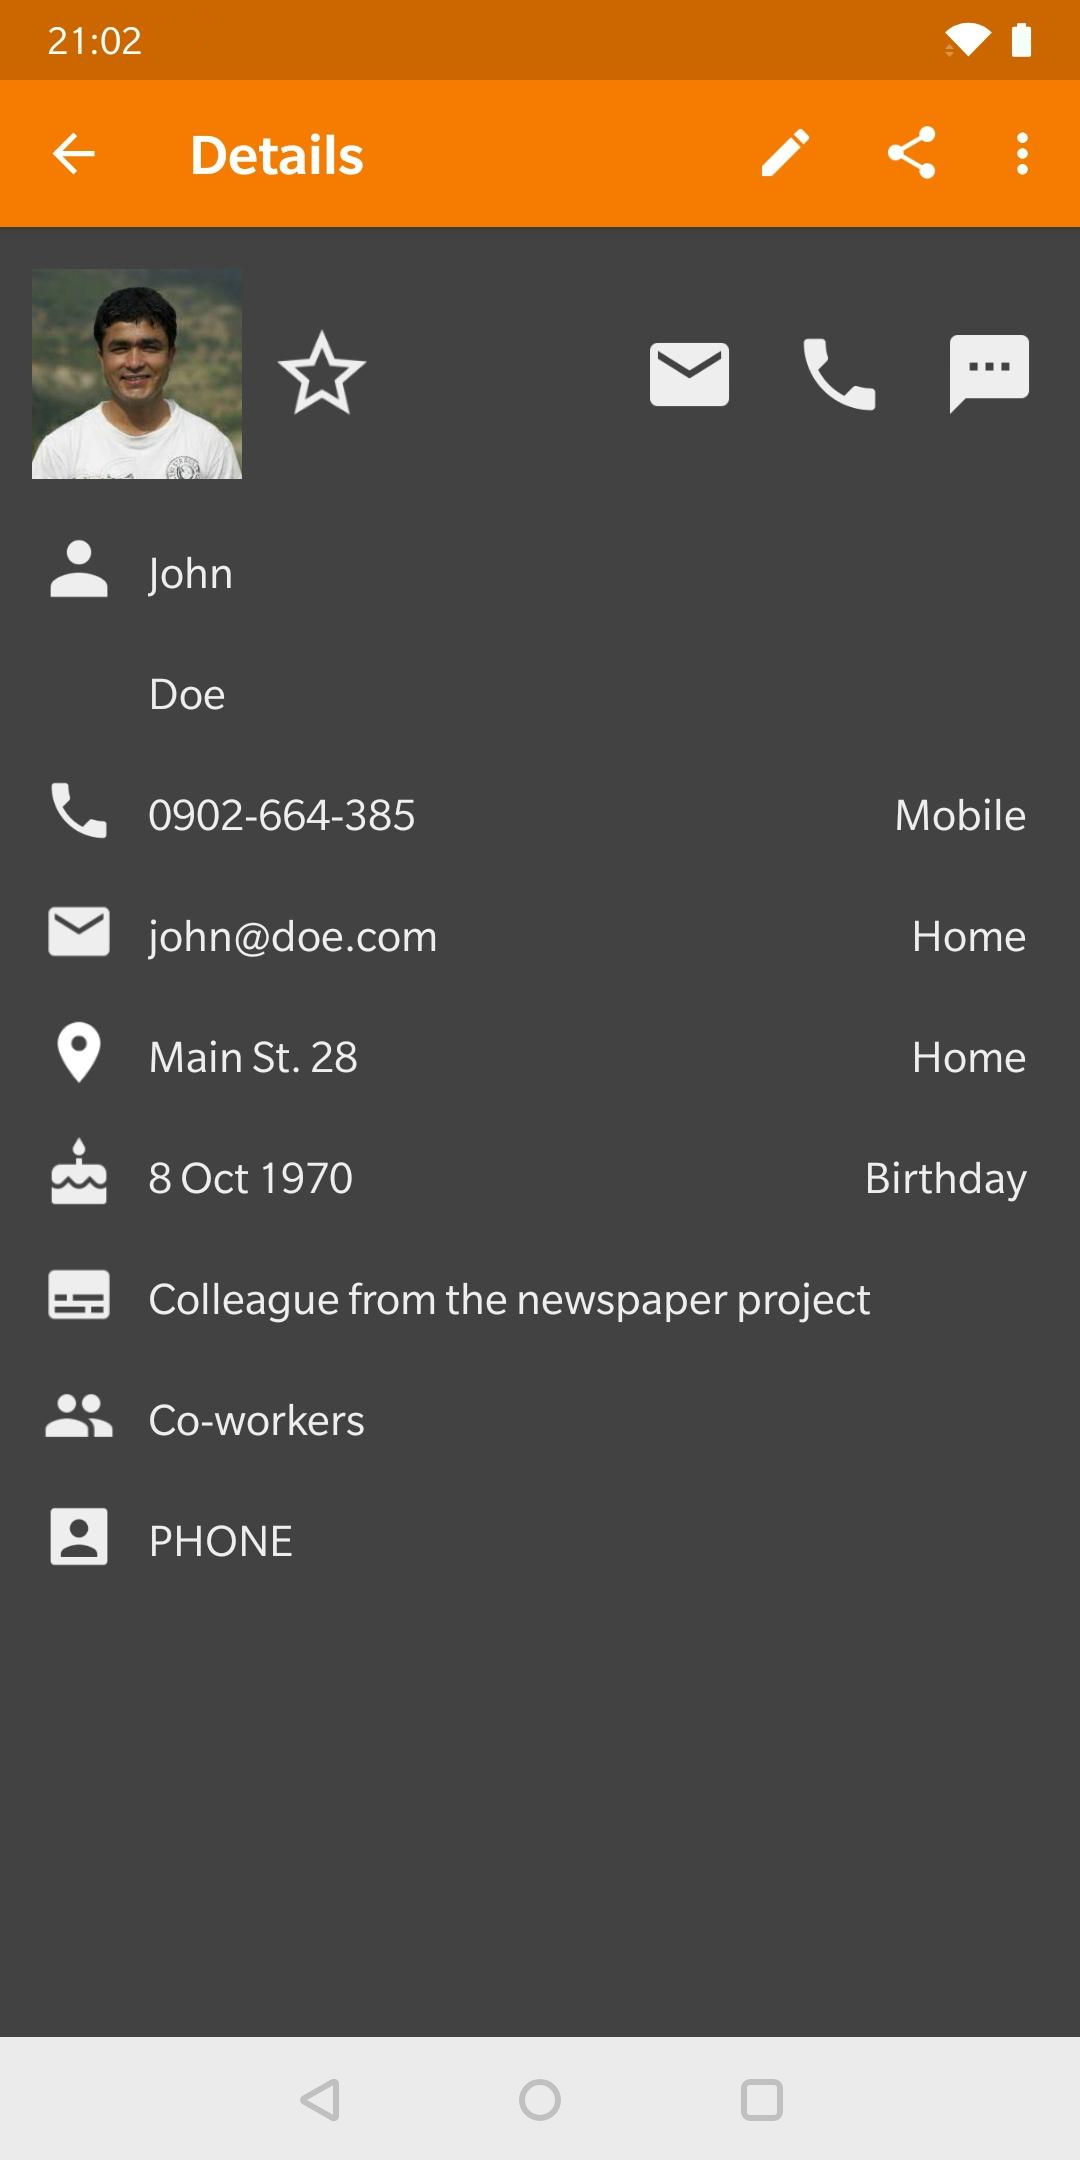 21:02
Details
John
Doe
0902-664-385 Mobile
john@doe.com Home
Main St. 28 Home
8 Oct 1970 Birthday
Colleague from the newspaper project
Co-workers
PHONE